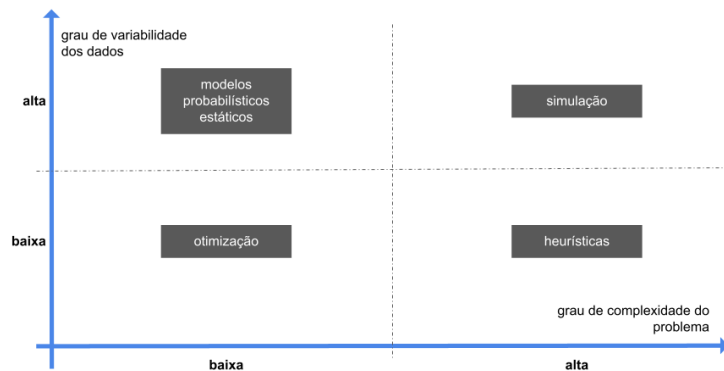 grau de variabilidade
dos dados
alta
modelos
probabilísticos
estáticos
simulação
baixa
otimização
heurísticas
grau de complexidade do
problema
baixa
alta